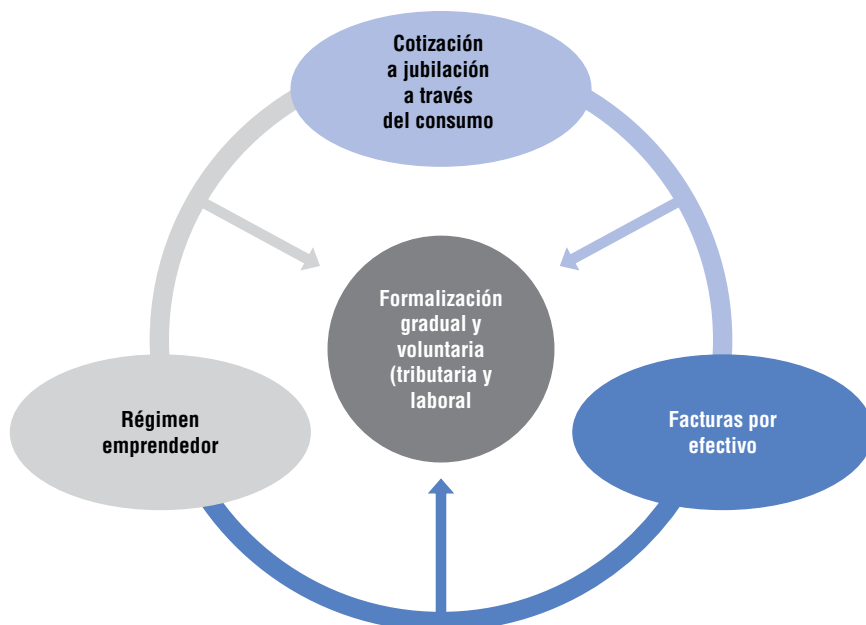 Cotización
a jubilación
a través
del consumo
Formalización
gradual y
voluntaria
(tributaria y
laboral
Régimen
emprendedor
Facturas por
efectivo